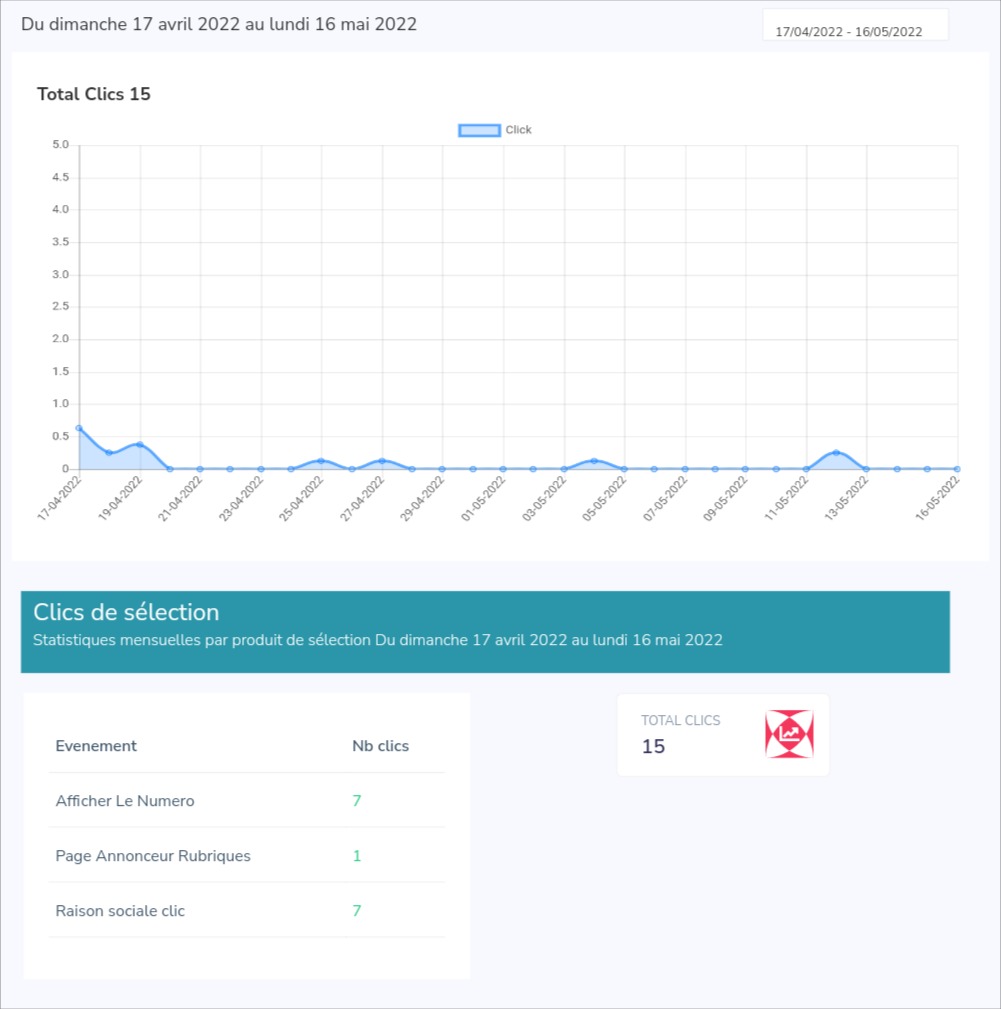 Du dimanche 17 avril 2022 au lundi 16 mai 2022
17/04/2022 - 16/05/2022
Total Clics 15
Click
5.0
4.5
4.0
3.5
3.0
2.5
2.0
1.5
1.0
0.5
0
17-04-2022
19-04-2022
21-04-2022
23-04-2022
25-04-2022
27-04-2022
29-04-2022
01-05-2022
03-05-2022
05-05-2022
07-05-2022
09-05-2022
11-05-2022
13-05-2022
16-05-2022
Clics de sélection
Statistiques mensuelles par produit de sélection Du dimanche 17 avril 2022 au lundi 16 mai 2022
Evenement Nb clics
Afficher Le Numero 7
Page Annonceur Rubriques 1
Raison sociale clic 7
TOTAL CLICS
15